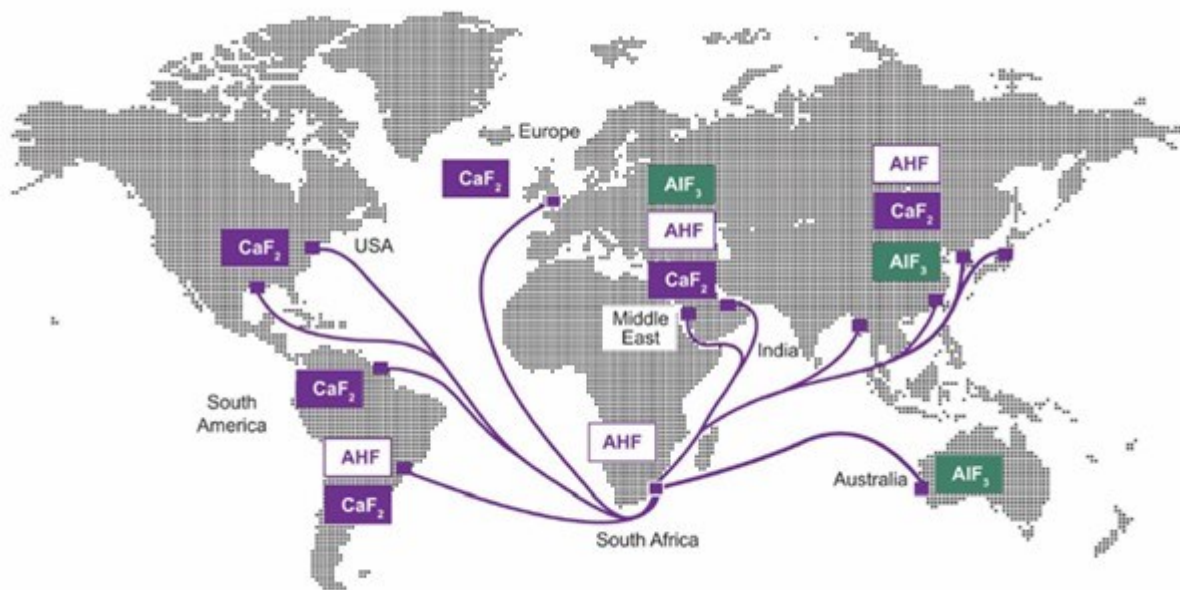 Europe
CaF₂
AlF₃
AHF
AHF
CaF₂
CaF₂
USA
CaF₂
AlF₃
Middle
East
India
CaF₂
South
America
AHF
AHF
CaF₂
Australia
AlF₃
South Africa